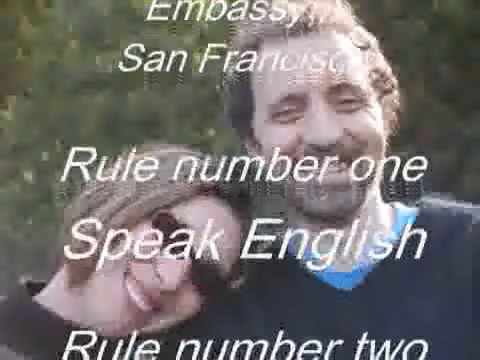 Embassy
San Francisco
Rule number one
Speak English
Rule number two